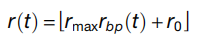 r(t) = ⌊r_max r_bp(t) + r_0⌋